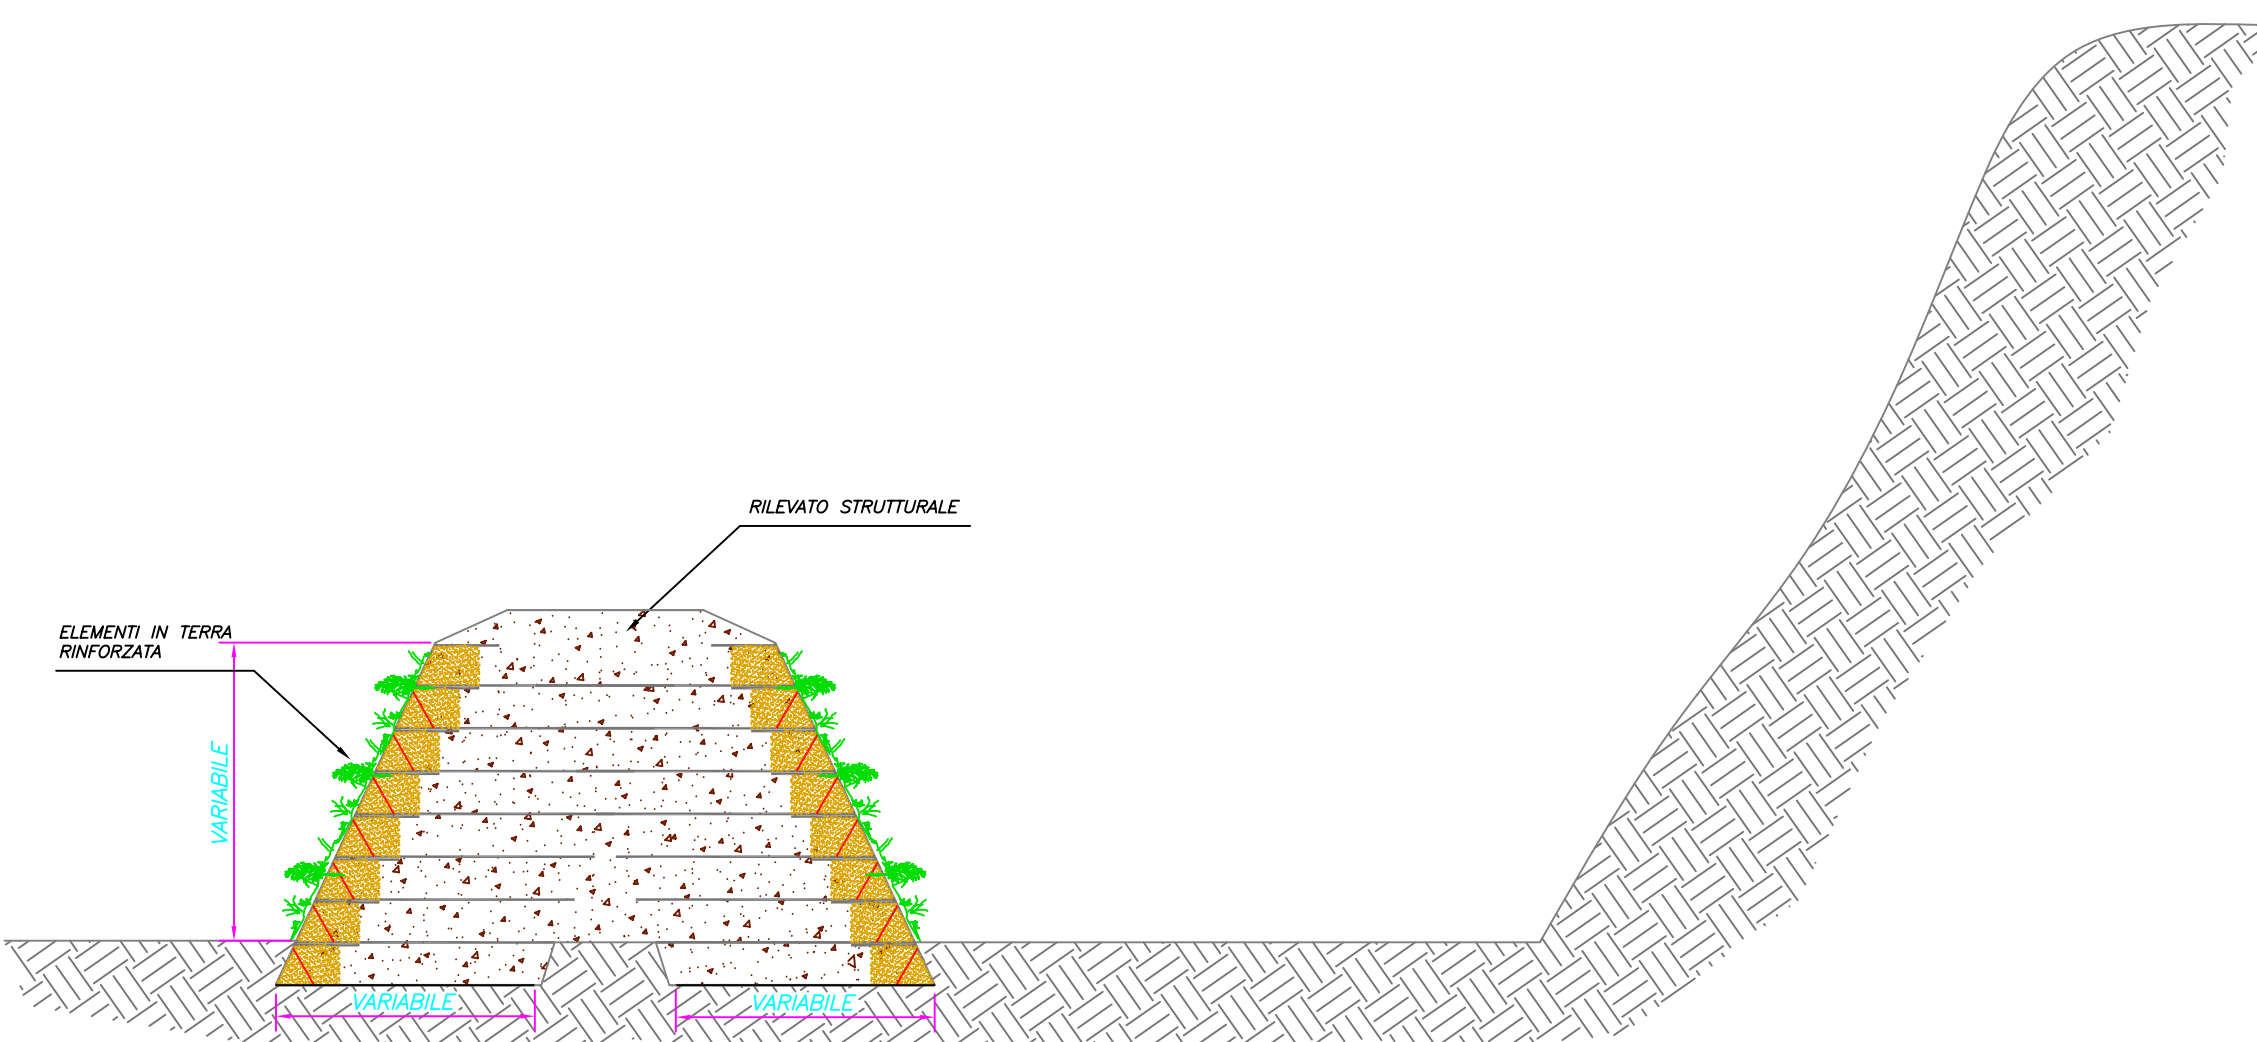 RILEVATO STRUTTURALE
ELEMENTI IN TERRA
RINFORZATA
VARIABILE
VARIABILE
VARIABILE